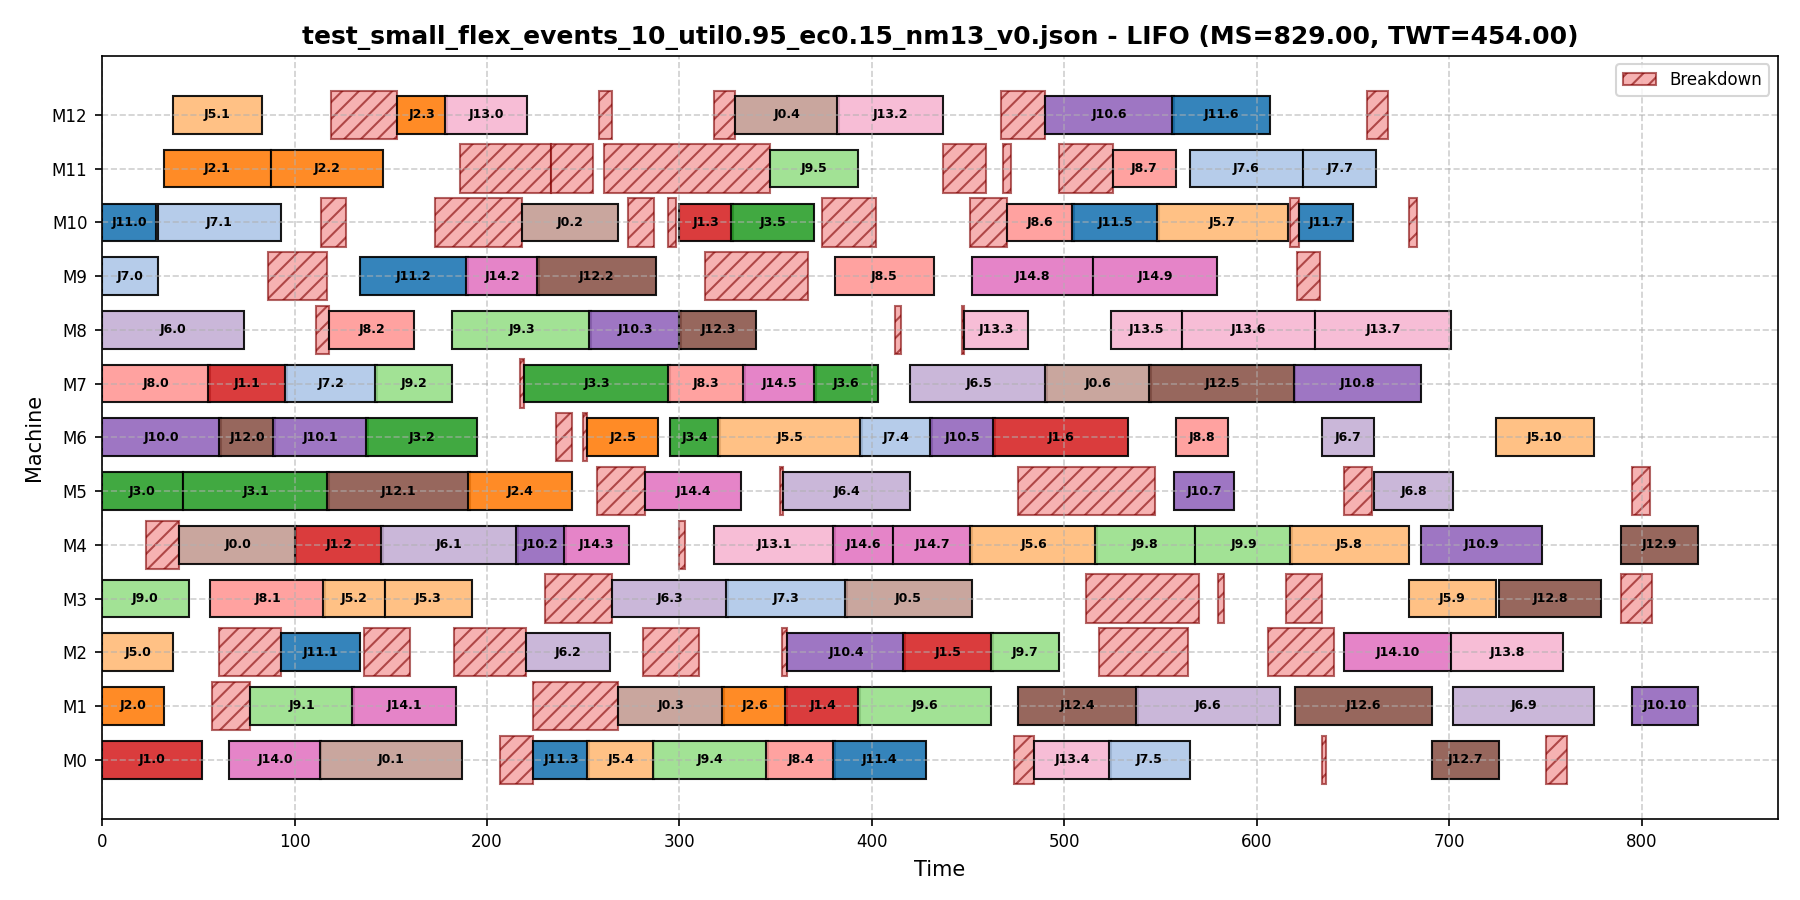 test_small_flex_events_10_util0.95_ec0.15_nm13_v0.json - LIFO (MS=829.00, TWT=454.00)
Breakdown
M12 J5.1 J2.3 J13.0 J0.4 J13.2 J10.6 J11.6
M11 J2.1 J2.2 J9.5 J8.7 J7.6 J7.7
M10 J11.0 J7.1 J0.2 J1.3 J3.5 J8.6 J11.5 J5.7 J11.7
M9 J7.0 J11.2 J14.2 J12.2 J8.5 J14.8 J14.9
M8 J6.0 J8.2 J9.3 J10.3 J12.3 J13.3 J13.5 J13.6 J13.7
M7 J8.0 J1.1 J7.2 J9.2 J3.3 J8.3 J14.5 J3.6 J6.5 J0.6 J12.5 J10.8
M6 J10.0 J12.0 J10.1 J3.2 J2.5 J3.4 J5.5 J7.4 J10.5 J1.6 J8.8 J6.7 J5.10
M5 J3.0 J3.1 J12.1 J2.4 J14.4 J6.4 J10.7 J6.8
M4 J0.0 J1.2 J6.1 J10.2 J14.3 J13.1 J14.6 J14.7 J5.6 J9.8 J9.9 J5.8 J10.9 J12.9
M3 J9.0 J8.1 J5.2 J5.3 J6.3 J7.3 J0.5 J5.9 J12.8
M2 J5.0 J11.1 J6.2 J10.4 J1.5 J9.7 J14.10 J13.8
M1 J2.0 J9.1 J14.1 J0.3 J2.6 J1.4 J9.6 J12.4 J6.6 J12.6 J6.9 J10.10
M0 J1.0 J14.0 J0.1 J11.3 J5.4 J9.4 J8.4 J11.4 J13.4 J7.5 J12.7
0 100 200 300 400 500 600 700 800
Time
Machine